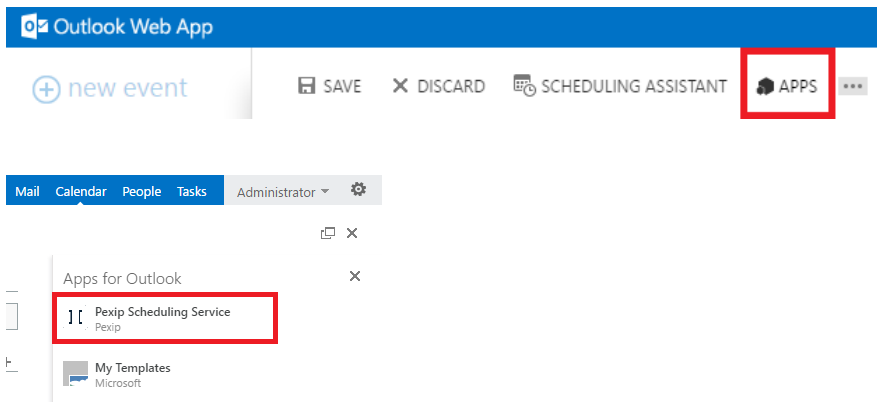 Outlook Web App
new event SAVE DISCARD SCHEDULING ASSISTANT APPS
Mail Calendar People Tasks Administrator
Apps for Outlook
Pexip Scheduling Service
Pexip
My Templates
Microsoft